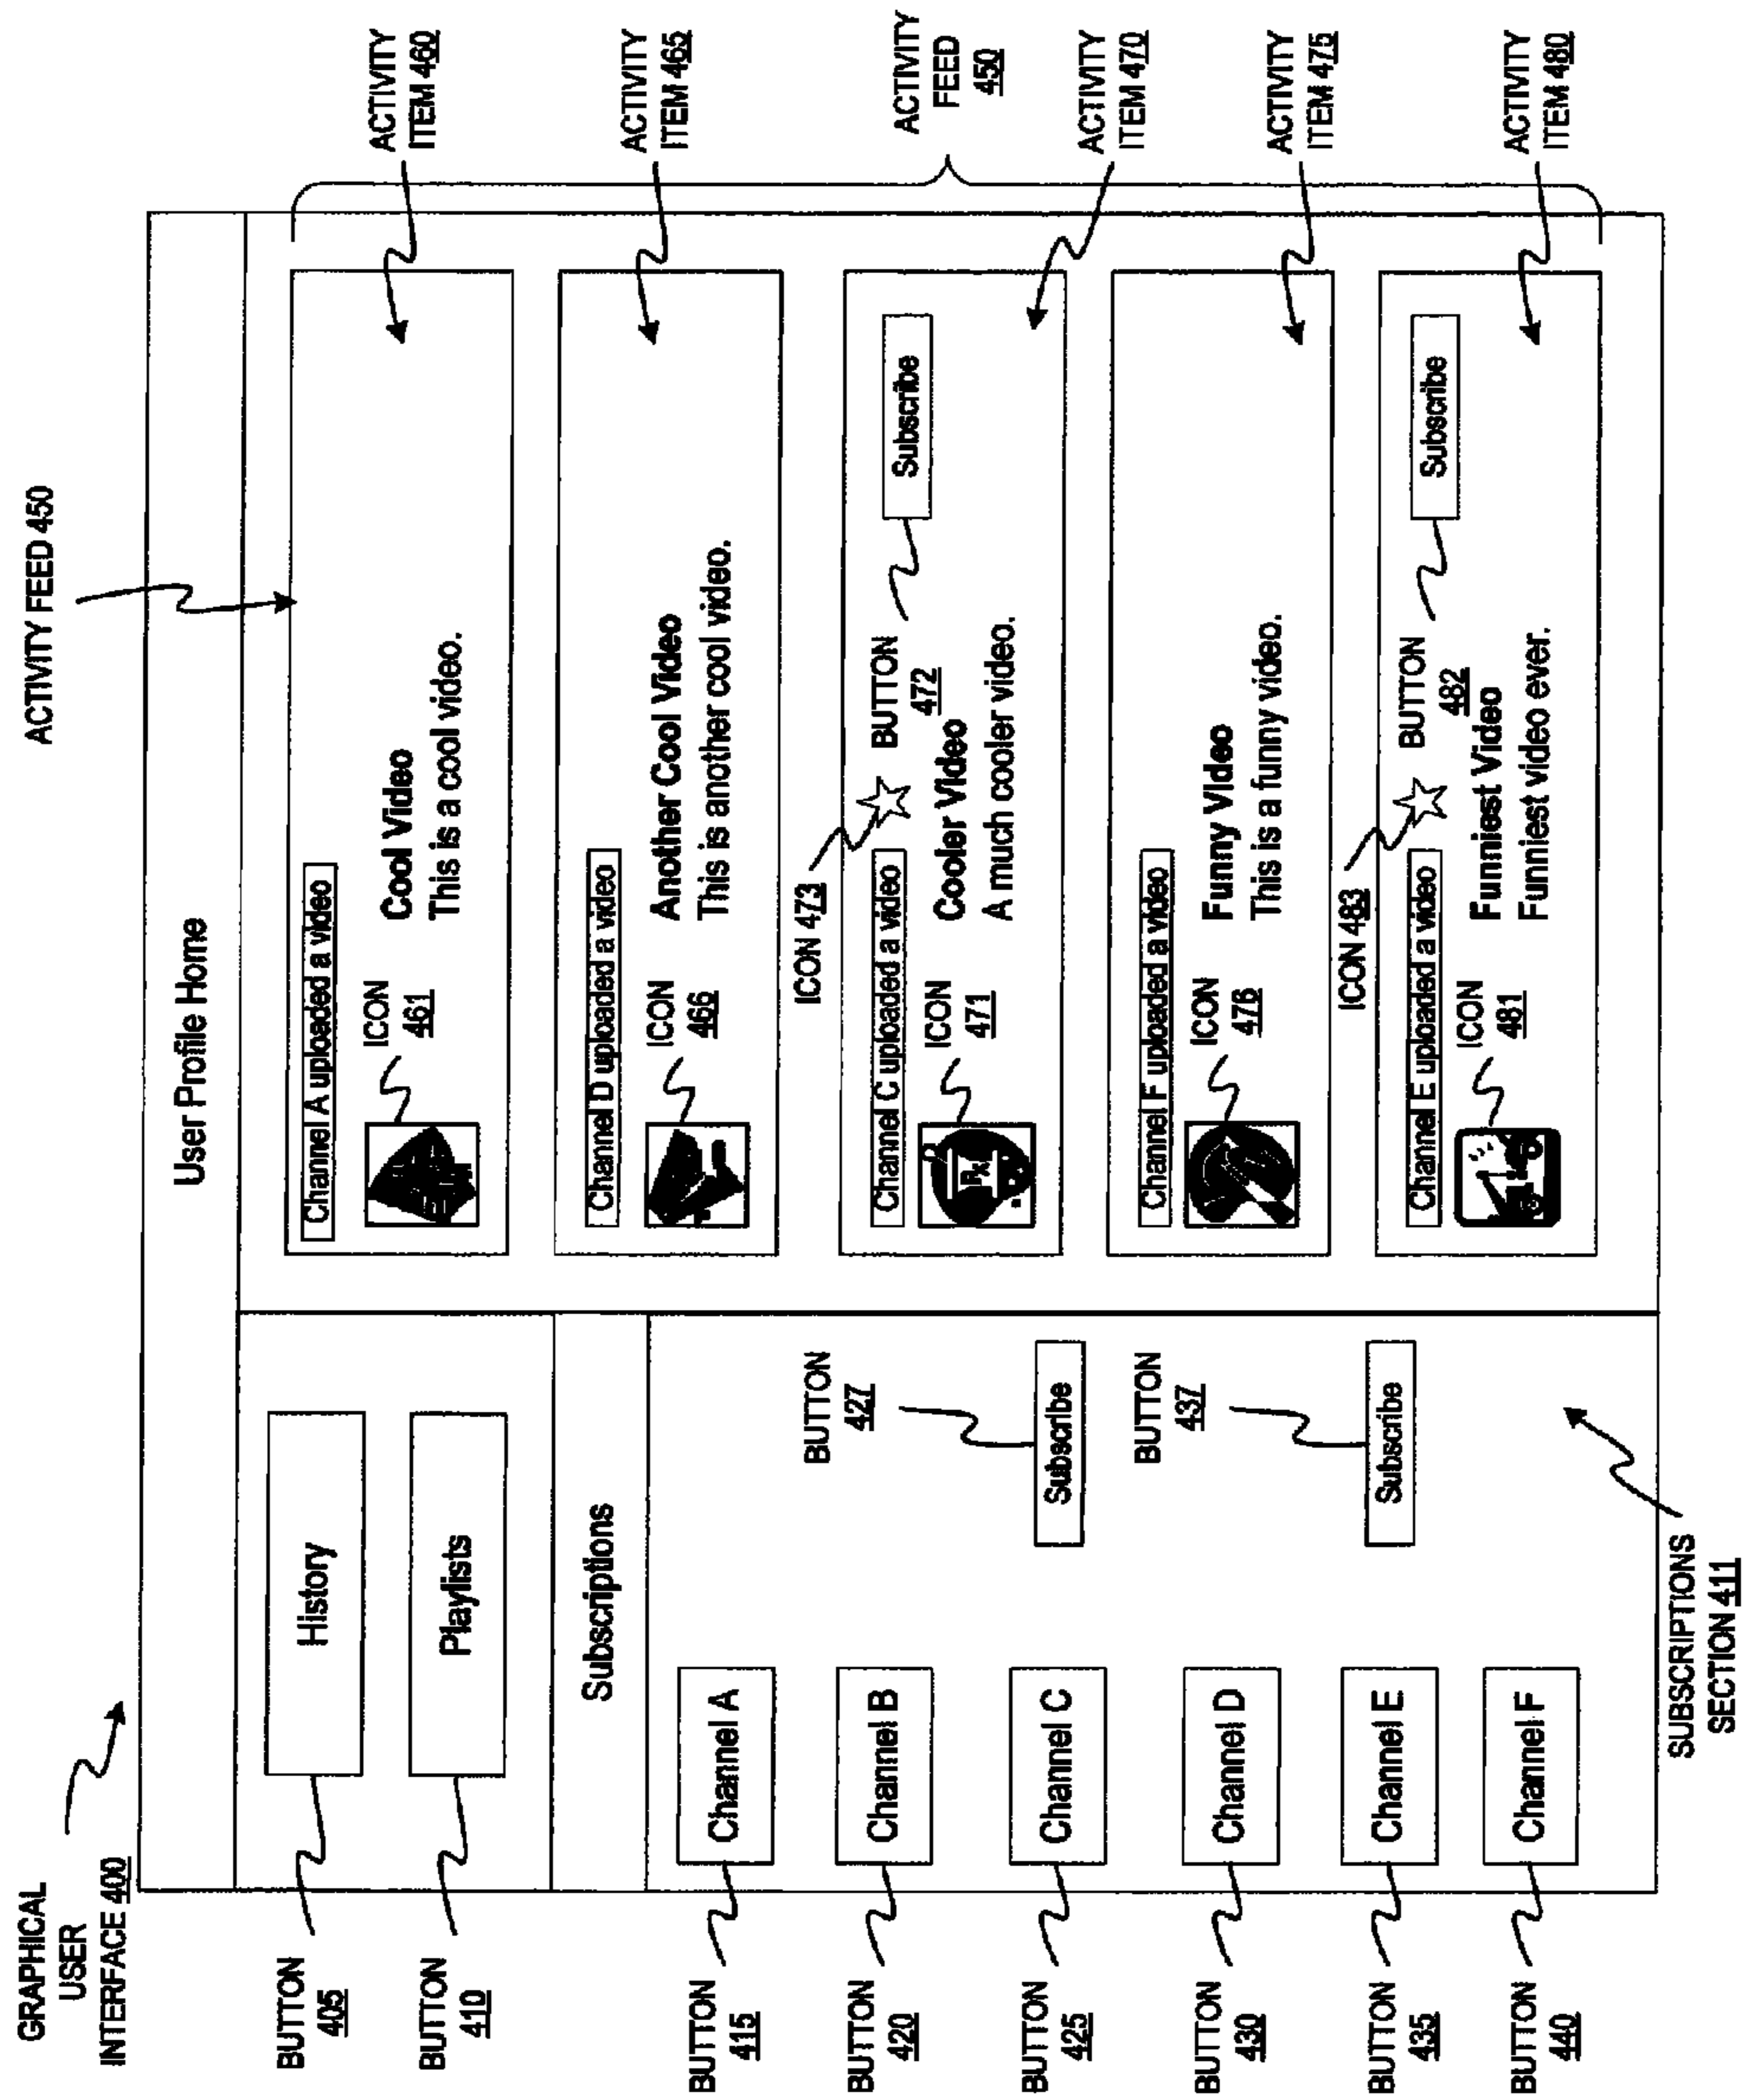 GRAPHICAL
USER
INTERFACE 400
ACTIVITY FEED 450
User Profile Home
BUTTON
405
History
BUTTON
410
Playlists
Subscriptions
BUTTON
415
Channel A
BUTTON
420
Channel B
BUTTON
427
BUTTON
425
Channel C
Subscribe
BUTTON
430
Channel D
BUTTON
437
BUTTON
435
Channel E
Subscribe
BUTTON
440
Channel F
SUBSCRIPTIONS
SECTION 411
Channel A uploaded a video
ICON
461
Cool Video
This is a cool video.
ACTIVITY
ITEM 460
Channel D uploaded a video
ICON
466
Another Cool Video
This is another cool video.
ACTIVITY
ITEM 465
ICON 473
Channel C uploaded a video
BUTTON
472
Subscribe
ICON
471
Rx
Cooler Video
A much cooler video.
ACTIVITY
FEED
450
ACTIVITY
ITEM 470
Channel F uploaded a video
ICON
476
Funny Video
This is a funny video.
ACTIVITY
ITEM 475
ICON 483
Channel E uploaded a video
BUTTON
482
Subscribe
ICON
481
Funniest Video
Funniest video ever.
ACTIVITY
ITEM 480